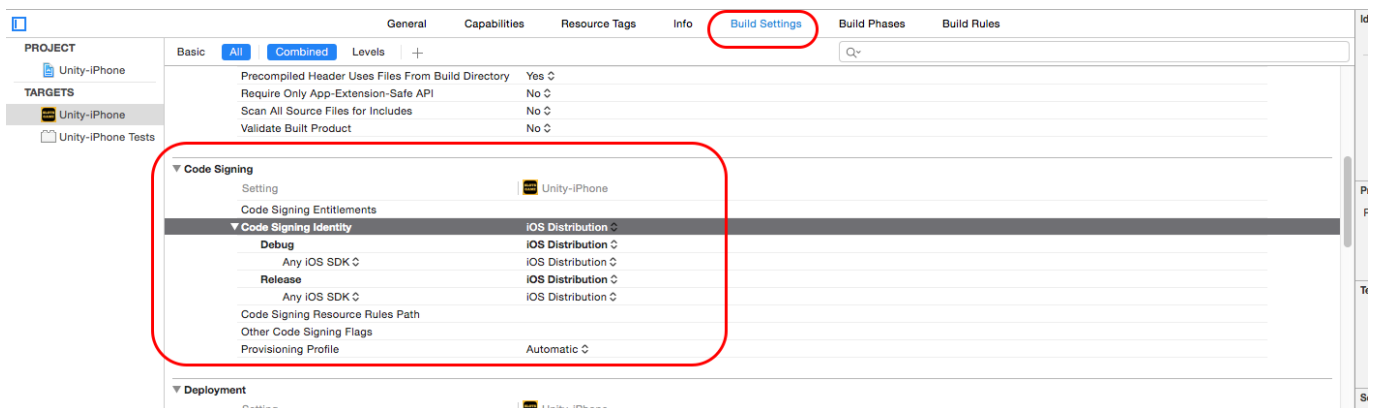 General Capabilities Resource Tags Info Build Settings Build Phases Build Rules
PROJECT
Unity-iPhone
TARGETS
Unity-iPhone
Unity-iPhone Tests
Basic All Combined Levels +
Precompiled Header Uses Files From Build Directory Yes
Require Only App-Extension-Safe API No
Scan All Source Files for Includes No
Validate Built Product No
Code Signing
Setting Unity-iPhone
Code Signing Entitlements
Code Signing Identity iOS Distribution
Debug iOS Distribution
Any iOS SDK iOS Distribution
Release iOS Distribution
Any iOS SDK iOS Distribution
Code Signing Resource Rules Path
Other Code Signing Flags
Provisioning Profile Automatic
Deployment
Setting Unity-iPhone